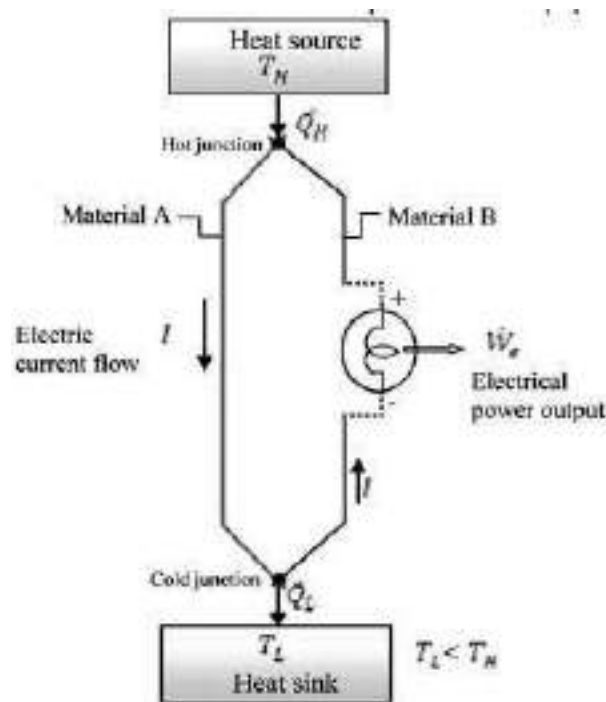 Heat source
T_H
Q̇_H
Hot junction
Material A
Material B
+
Electric
current flow
I
Ẇ_e
Electrical
power output
-
I
Cold junction
Q̇_L
T_L
Heat sink
T_L < T_H